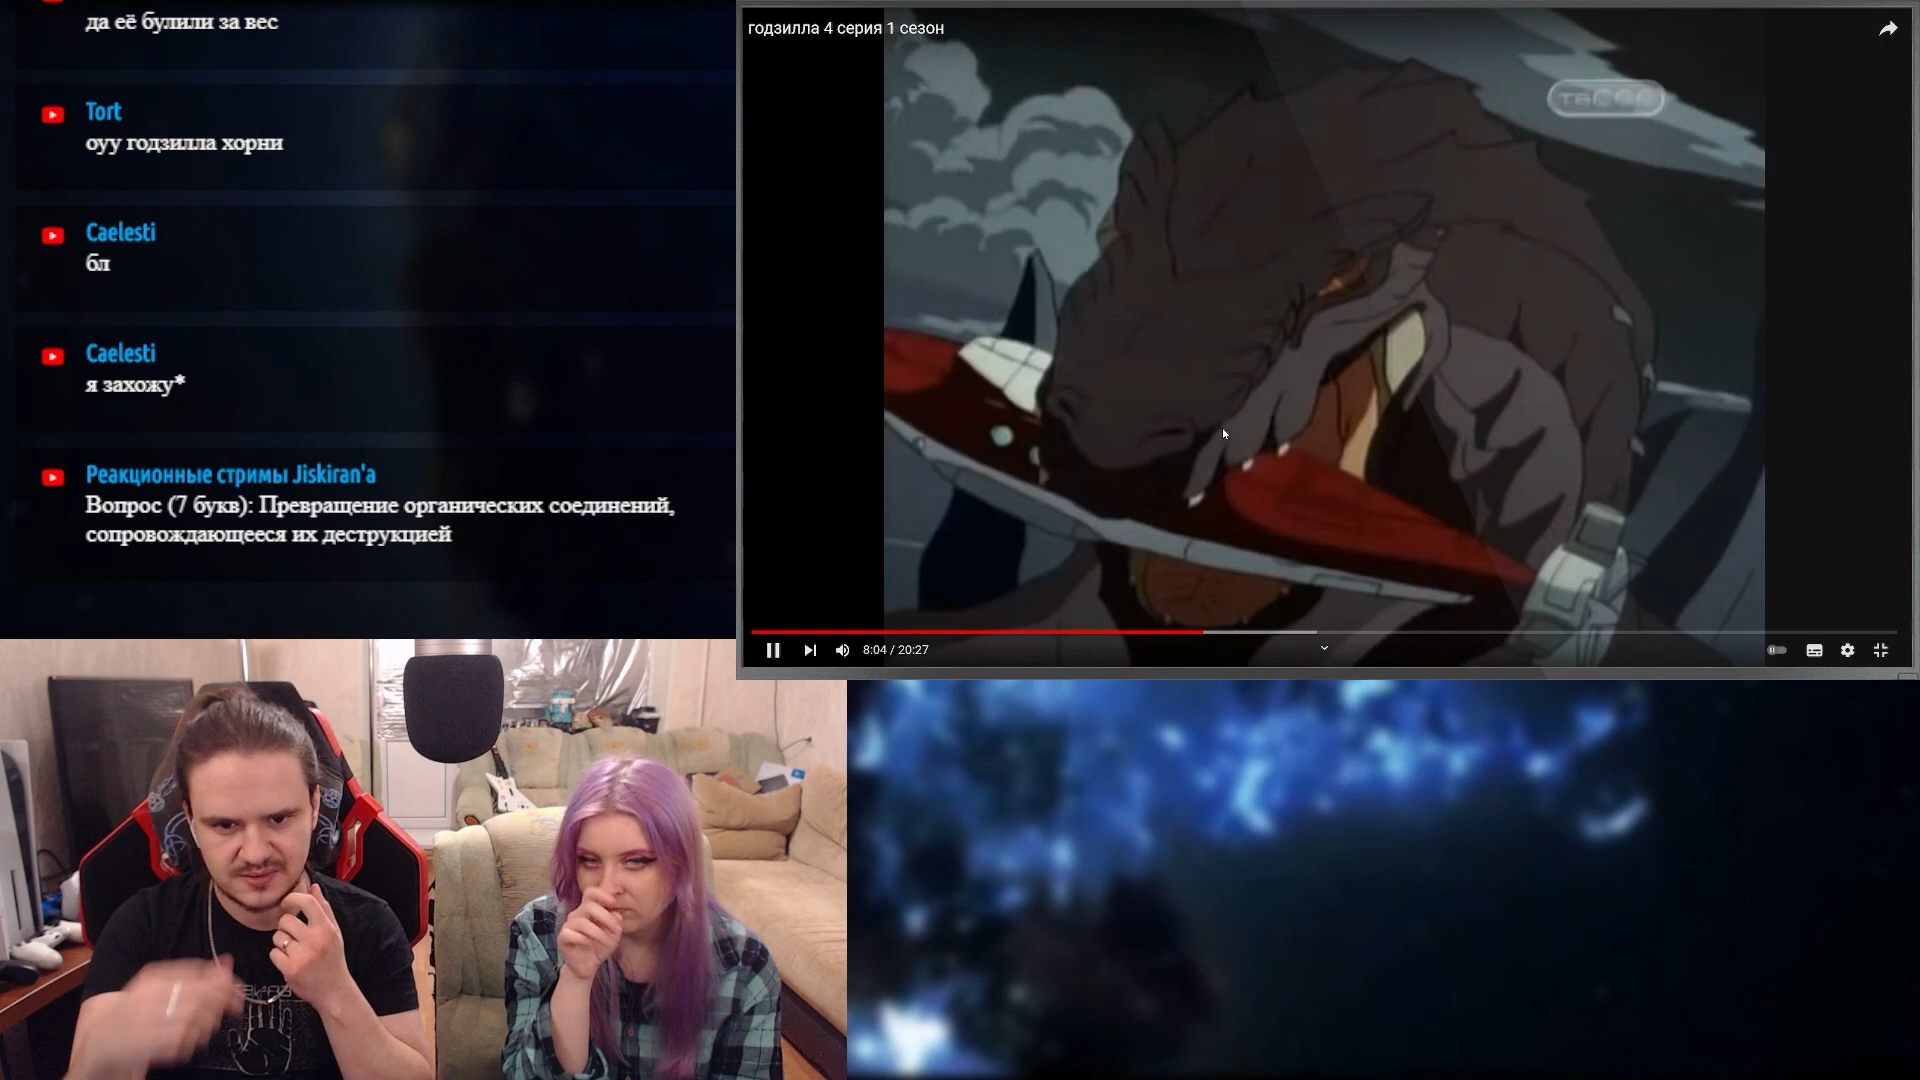 да её булили за вес
Tort
оуу годзилла хорни
Caelesti
бл
Caelesti
я захожу*
Реакционные стримы Jiskiran'a
Вопрос (7 букв): Превращение органических соединений,
сопровождающееся их деструкцией
годзилла 4 серия 1 сезон
8:04 / 20:27